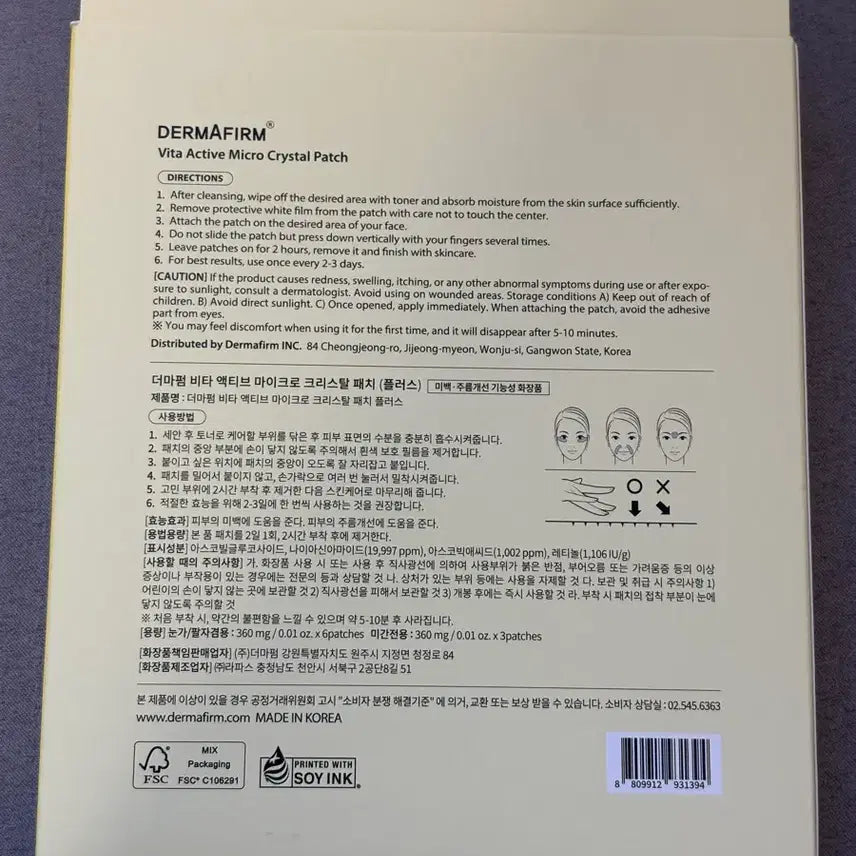 DERMAFIRM®
Vita Active Micro Crystal Patch
DIRECTIONS
1. After cleansing, wipe off the desired area with toner and absorb moisture from the skin surface sufficiently.
2. Remove protective white film from the patch with care not to touch the center.
3. Attach the patch on the desired area of your face.
4. Do not slide the patch but press down vertically with your fingers several times.
5. Leave patches on for 2 hours, remove it and finish with skincare.
6. For best results, use once every 2-3 days.
[CAUTION] If the product causes redness, swelling, itching, or any other abnormal symptoms during use or after expo-
sure to sunlight, consult a dermatologist. Avoid using on wounded areas. Storage conditions A) Keep out of reach of
children. B) Avoid direct sunlight. C) Once opened, apply immediately. When attaching the patch, avoid the adhesive
part from eyes.
※ You may feel discomfort when using it for the first time, and it will disappear after 5-10 minutes.
Distributed by Dermafirm INC. 84 Cheongjeong-ro, Jijeong-myeon, Wonju-si, Gangwon State, Korea
더마펌 비타 액티브 마이크로 크리스탈 패치 (플러스) 미백·주름개선 기능성 화장품
제품명 : 더마펌 비타 액티브 마이크로 크리스탈 패치 플러스
사용방법
1. 세안 후 토너로 케어할 부위를 닦은 후 피부 표면의 수분을 충분히 흡수시켜줍니다.
2. 패치의 중앙 부분에 손이 닿지 않도록 주의해서 흰색 보호 필름을 제거합니다.
3. 붙이고 싶은 위치에 패치의 중앙이 오도록 잘 자리잡고 붙입니다.
4. 패치를 밀어서 붙이지 않고, 손가락으로 여러 번 눌러서 밀착시켜줍니다.
5. 고민 부위에 2시간 부착 후 제거한 다음 스킨케어로 마무리해 줍니다.
6. 적절한 효능을 위해 2-3일에 한 번씩 사용하는 것을 권장합니다.
[효능효과] 피부의 미백에 도움을 준다. 피부의 주름개선에 도움을 준다.
[용법용량] 본 품 패치를 2일 1회, 2시간 부착 후에 제거한다.
[표시성분] 아스코빌글루코사이드, 나이아신아마이드(19,997 ppm), 아스코빅애씨드(1,002 ppm), 레티놀(1,106 IU/g)
[사용할 때의 주의사항] 가. 화장품 사용 시 또는 사용 후 직사광선에 의하여 사용부위가 붉은 반점, 부어오름 또는 가려움증 등의 이상
증상이나 부작용이 있는 경우에는 전문의 등과 상담할 것 나. 상처가 있는 부위 등에는 사용을 자제할 것 다. 보관 및 취급 시 주의사항 1)
어린이의 손이 닿지 않는 곳에 보관할 것 2) 직사광선을 피해서 보관할 것 3) 개봉 후에는 즉시 사용할 것 라. 부착 시 패치의 접착 부분이 눈에
닿지 않도록 주의할 것
※ 처음 부착 시, 약간의 불편함을 느낄 수 있으며 약 5-10분 후 사라집니다.
[용량] 눈가/팔자겸용 : 360 mg / 0.01 oz. x 6patches 미간전용 : 360 mg / 0.01 oz. x 3patches
[화장품책임판매업자] (주)더마펌 강원특별자치도 원주시 지정면 청정로 84
[화장품제조업자] ㈜라파스 충청남도 천안시 서북구 2공단8길 51
본 제품에 이상이 있을 경우 공정거래위원회 고시 "소비자 분쟁 해결기준" 에 의거, 교환 또는 보상 받을 수 있습니다. 소비자 상담실 : 02.545.6363
www.dermafirm.com MADE IN KOREA
FSC
MIX
Packaging
FSC® C106291
PRINTED WITH
SOY INK®
8 809912 931394